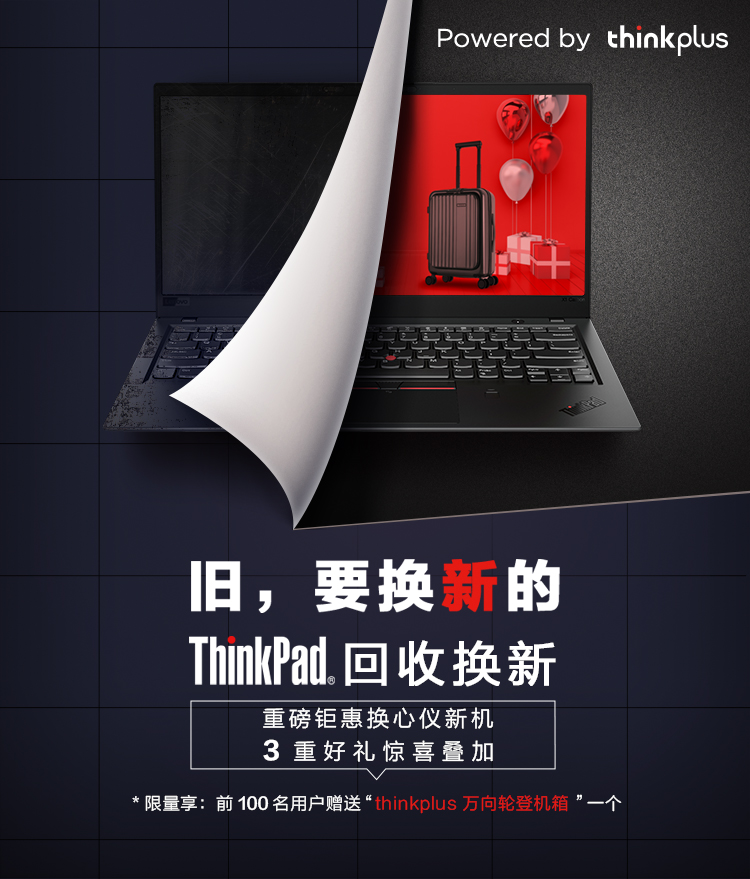 Powered by thinkplus
旧，要换新的
ThinkPad® 回收换新
重磅钜惠换心仪新机
3 重好礼惊喜叠加
* 限量享：前 100 名用户赠送“thinkplus 万向轮登机箱”一个